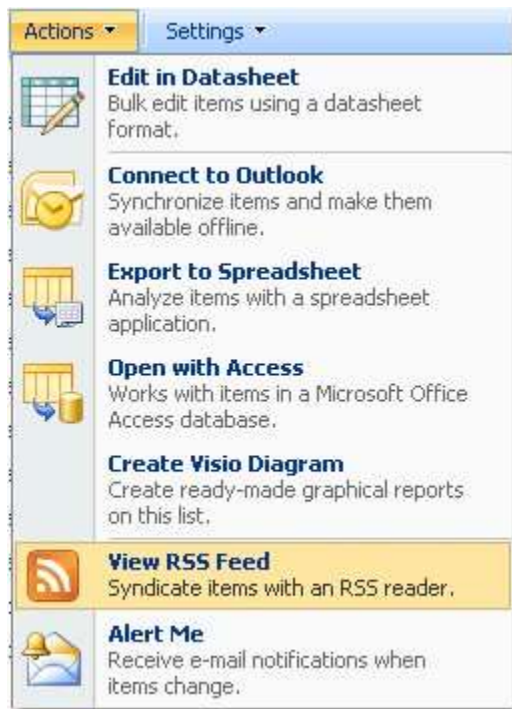 Actions Settings
Edit in Datasheet
Bulk edit items using a datasheet
format.
Connect to Outlook
Synchronize items and make them
available offline.
Export to Spreadsheet
Analyze items with a spreadsheet
application.
Open with Access
Works with items in a Microsoft Office
Access database.
Create Visio Diagram
Create ready-made graphical reports
on this list.
View RSS Feed
Syndicate items with an RSS reader.
Alert Me
Receive e-mail notifications when
items change.